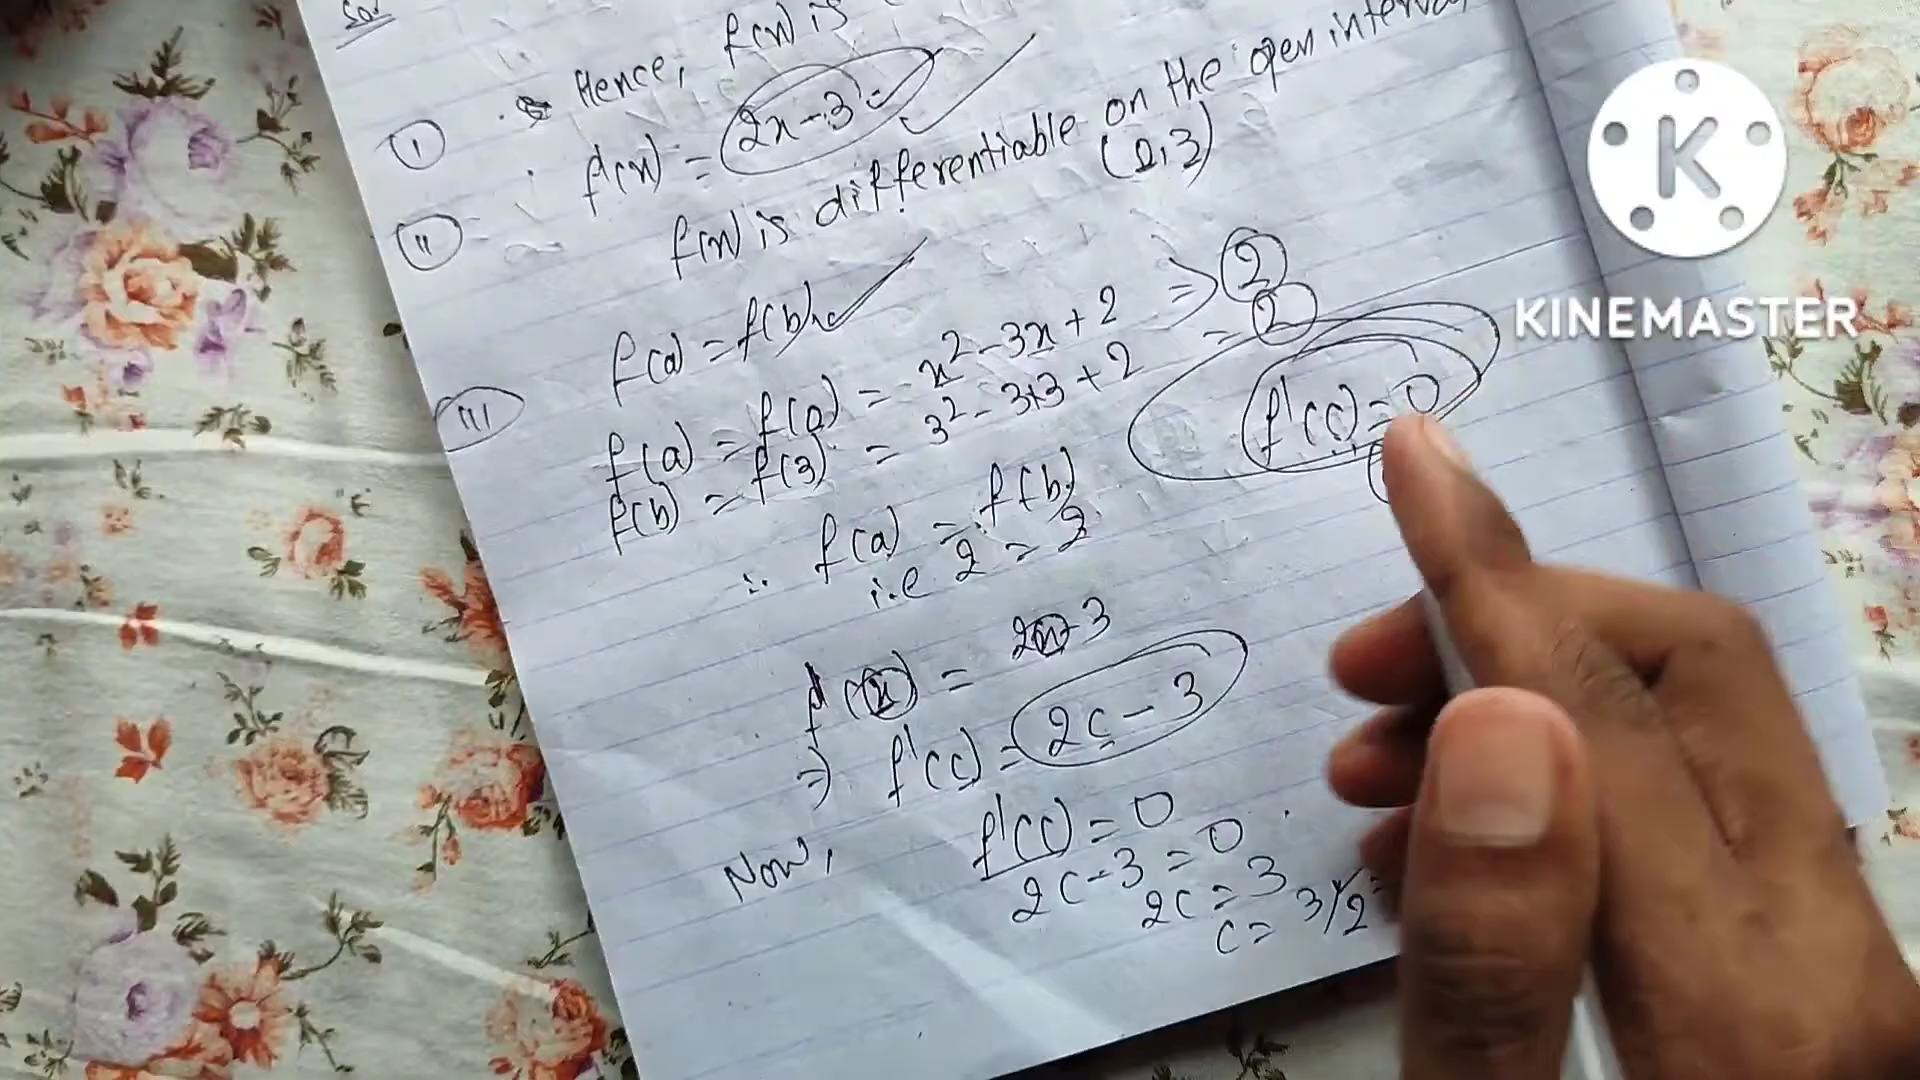 Sol
Hence, f(x) is
(I) f'(x) = 2x-3
(II) f(x) is differentiable on the open interval
(2,3)
f(a) = f(b)
(III) f(a) = f(0) = x² - 3x + 2 => 2
f(b) = f(3) = 3² - 3*3 + 2 = 2
f'(c) = 0
∴ f(a) = f(b)
i.e 2 = 2
f'(x) = 2x-3
=> f'(c) = 2c-3
Now, f'(c) = 0
2c-3 = 0
2c = 3
c = 3/2 =
K
KINEMASTER